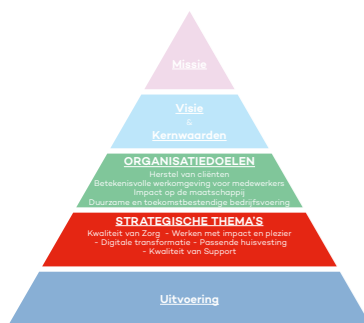 Missie
Visie
&
Kernwaarden
ORGANISATIEDOELEN
Herstel van cliënten
Betekenisvolle werkomgeving voor medewerkers
Impact op de maatschappij
Duurzame en toekomstbestendige bedrijfsvoering
STRATEGISCHE THEMA'S
Kwaliteit van Zorg - Werken met impact en plezier
- Digitale transformatie - Passende huisvesting
- Kwaliteit van Support
Uitvoering